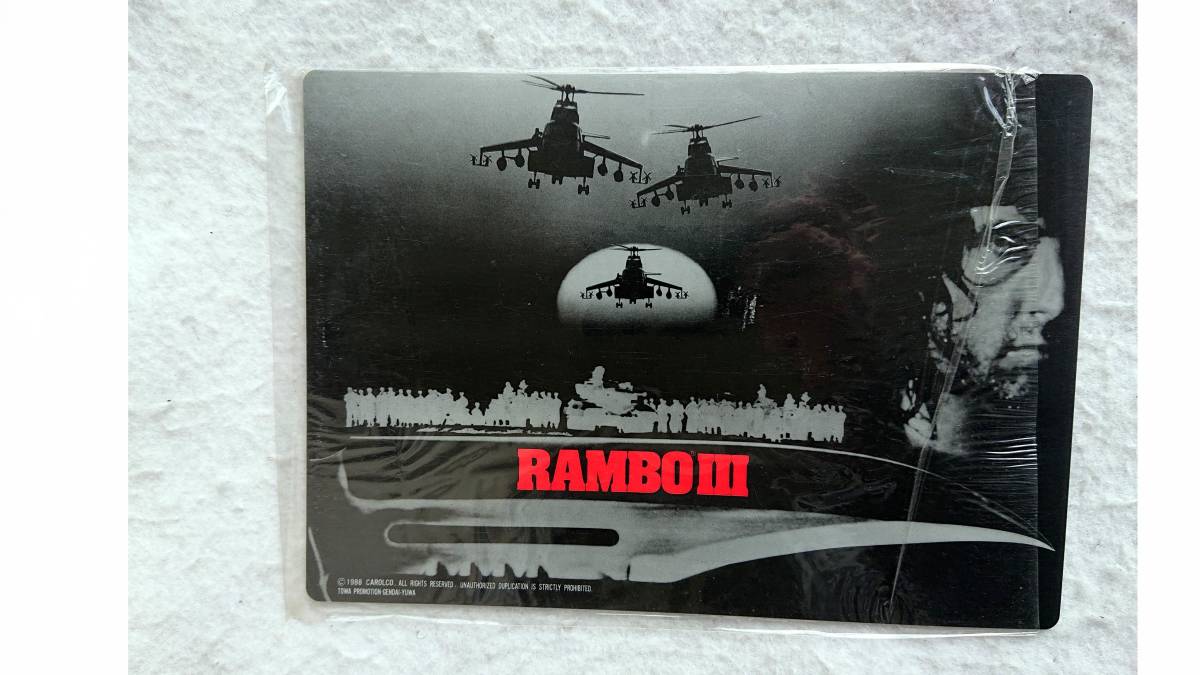 RAMBO III
©1988 CAROLCO. ALL RIGHTS RESERVED. UNAUTHORIZED DUPLICATION IS STRICTLY PROHIBITED.
TOWA PROMOTION·GENDAI-YUWA